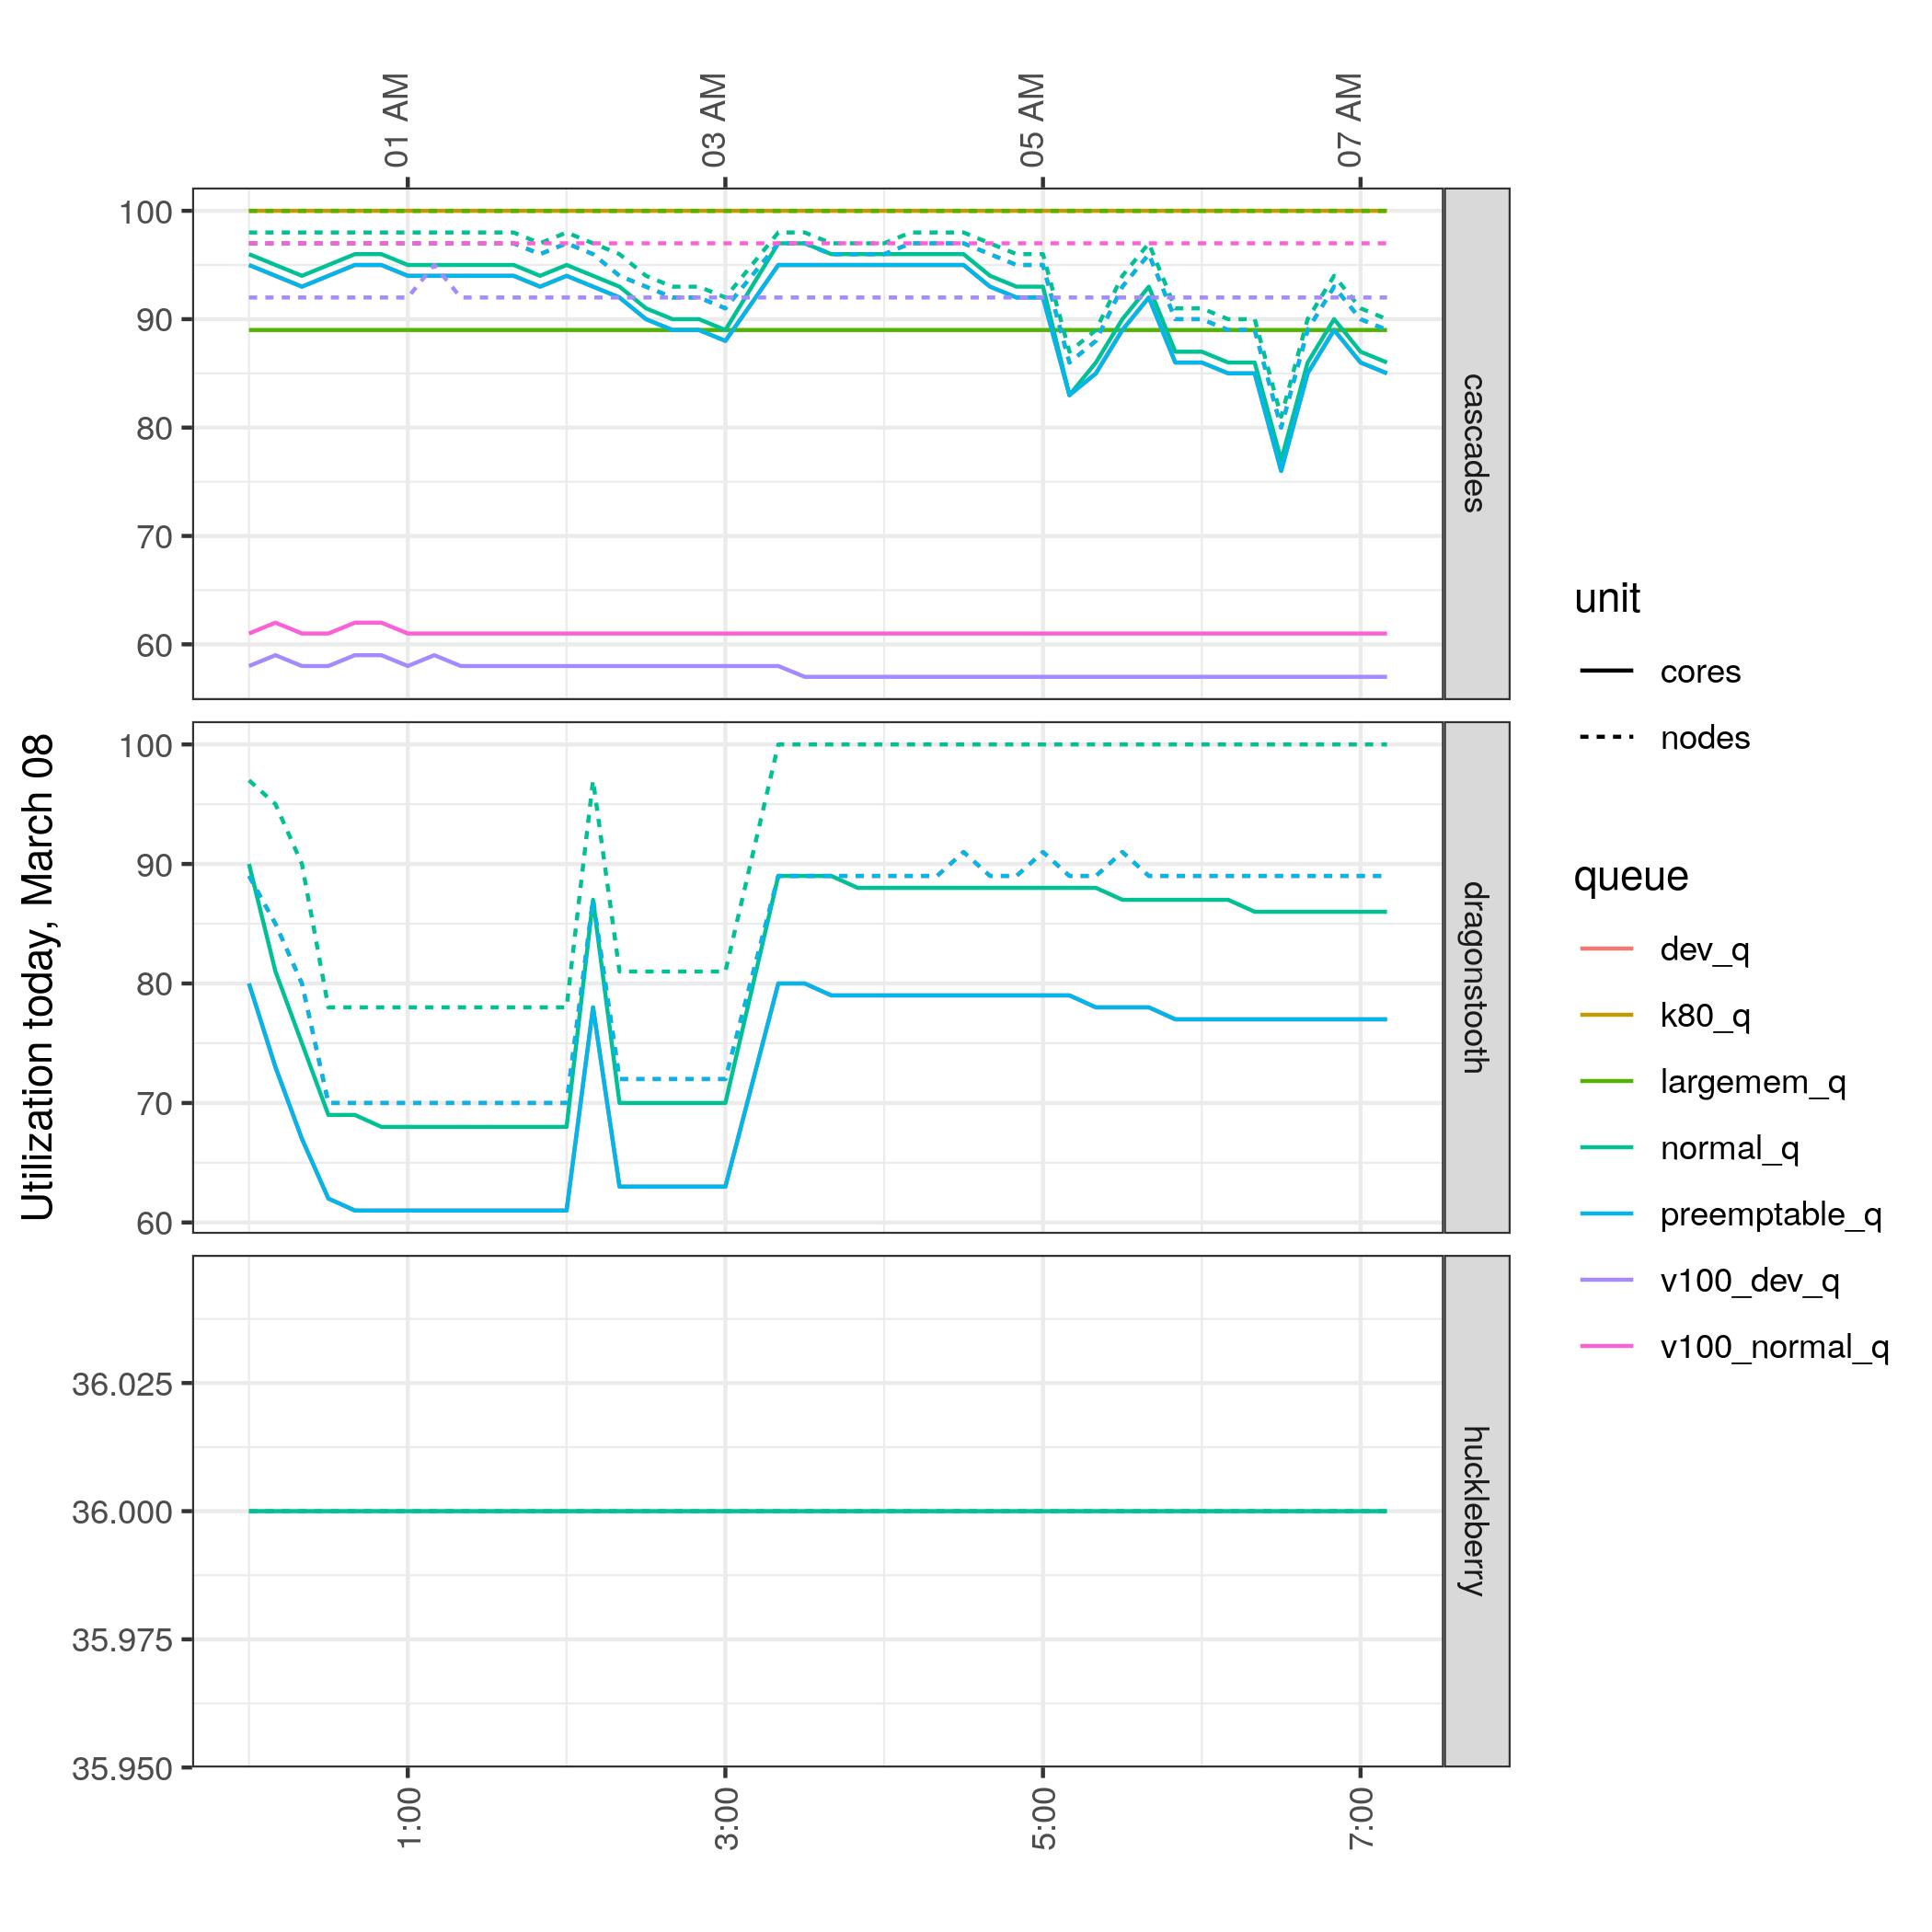 01 AM
03 AM
05 AM
07 AM
Utilization today, March 08
100
90
80
70
60
cascades
100
90
80
70
60
dragonstooth
36.025
36.000
35.975
35.950
huckleberry
1:00
3:00
5:00
7:00
unit
cores
nodes
queue
dev_q
k80_q
largemem_q
normal_q
preemptable_q
v100_dev_q
v100_normal_q